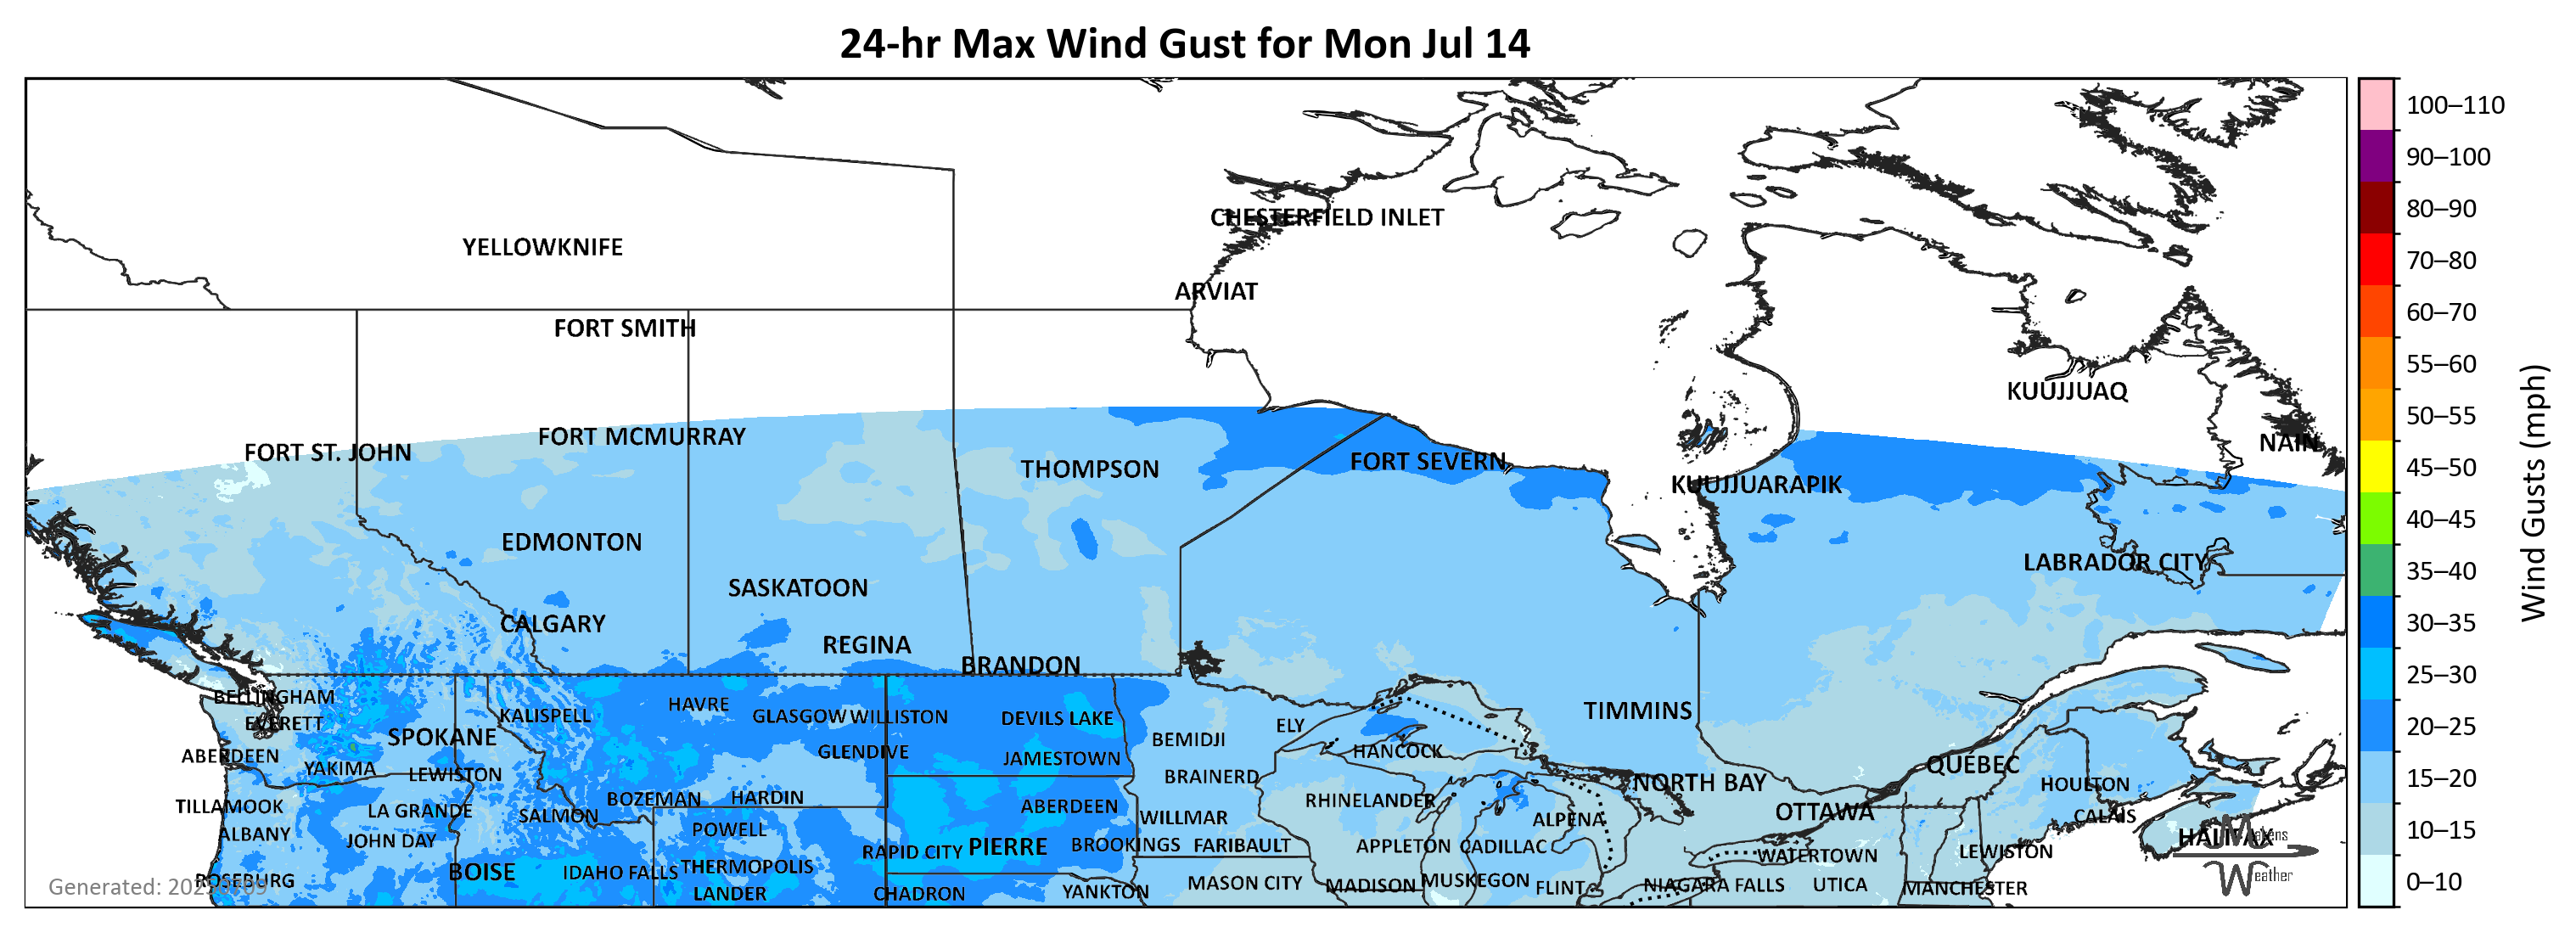 24-hr Max Wind Gust for Mon Jul 14
100–110
90–100
80–90
70–80
60–70
55–60
50–55
45–50
40–45
35–40
30–35
25–30
20–25
15–20
10–15
0–10
Wind Gusts (mph)
CHESTERFIELD INLET
YELLOWKNIFE
ARVIAT
FORT SMITH
KUUJJUAQ
FORT MCMURRAY
NAIN
FORT ST. JOHN
FORT SEVERN
THOMPSON
KUUJJUARAPIK
EDMONTON
LABRADOR CITY
SASKATOON
CALGARY
REGINA
BRANDON
BELLINGHAM
HAVRE
TIMMINS
KALISPELL
GLASGOW
WILLISTON
DEVILS LAKE
EVERETT
ELY
SPOKANE
BEMIDJI
HANCOCK
GLENDIVE
ABERDEEN
JAMESTOWN
QUÉBEC
YAKIMA
LEWISTON
BRAINERD
NORTH BAY
HOULTON
BOZEMAN
HARDIN
RHINELANDER
TILLAMOOK
LA GRANDE
ABERDEEN
OTTAWA
SALMON
CALAIS
WILLMAR
ALPENA
ALBANY
POWELL
HALIFAX
JOHN DAY
BROOKINGS
FARIBAULT
APPLETON
CADILLAC
PIERRE
RAPID CITY
LEWISTON
WATERTOWN
THERMOPOLIS
BOISE
IDAHO FALLS
ROSEBURG
MASON CITY
MADISON
MUSKEGON
FLINT
NIAGARA FALLS
UTICA
MANCHESTER
LANDER
CHADRON
YANKTON
Generated:
Weather